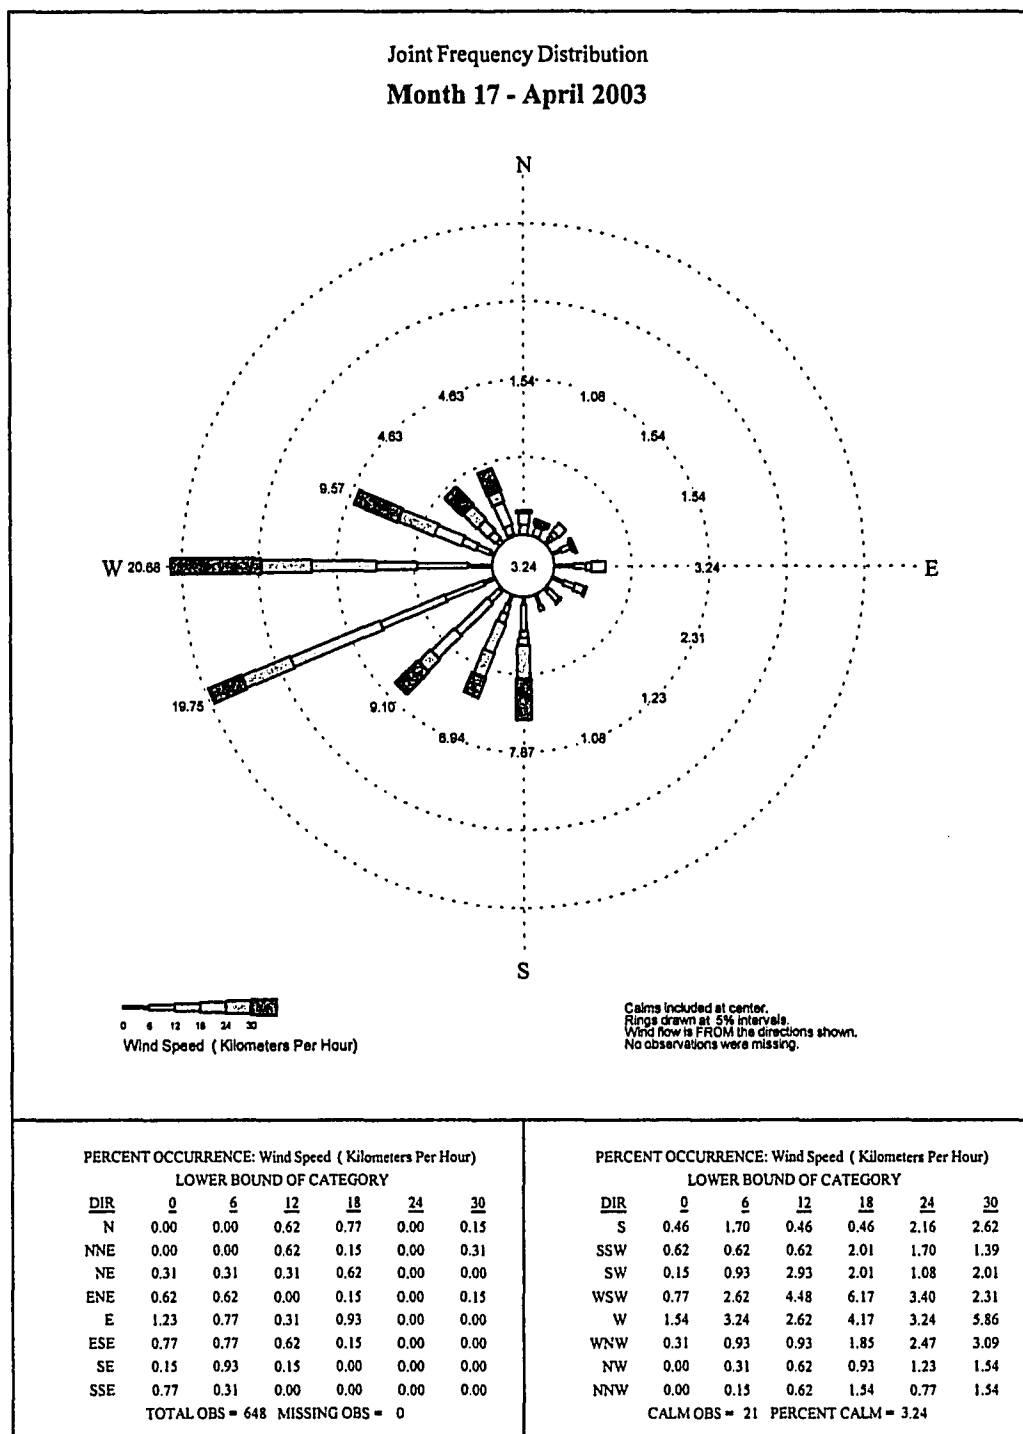 Joint Frequency Distribution
Month 17 - April 2003
N
1.54
4.63
1.08
4.63
1.54
9.57
1.54
W
20.68
3.24
3.24
E
2.31
19.75
9.10
1.23
6.94
7.87
1.08
S
0 6 12 18 24 30
Wind Speed ( Kilometers Per Hour)
Calms included at center.
Rings drawn at 5% intervals.
Wind flow is FROM the directions shown.
No observations were missing.
PERCENT OCCURRENCE: Wind Speed ( Kilometers Per Hour)
LOWER BOUND OF CATEGORY
DIR 0 6 12 18 24 30
N 0.00 0.00 0.62 0.77 0.00 0.15
NNE 0.00 0.00 0.62 0.15 0.00 0.31
NE 0.31 0.31 0.31 0.62 0.00 0.00
ENE 0.62 0.62 0.00 0.15 0.00 0.15
E 1.23 0.77 0.31 0.93 0.00 0.00
ESE 0.77 0.77 0.62 0.15 0.00 0.00
SE 0.15 0.93 0.15 0.00 0.00 0.00
SSE 0.77 0.31 0.00 0.00 0.00 0.00
TOTAL OBS = 648 MISSING OBS = 0
PERCENT OCCURRENCE: Wind Speed ( Kilometers Per Hour)
LOWER BOUND OF CATEGORY
DIR 0 6 12 18 24 30
S 0.46 1.70 0.46 0.46 2.16 2.62
SSW 0.62 0.62 0.62 2.01 1.70 1.39
SW 0.15 0.93 2.93 2.01 1.08 2.01
WSW 0.77 2.62 4.48 6.17 3.40 2.31
W 1.54 3.24 2.62 4.17 3.24 5.86
WNW 0.31 0.93 0.93 1.85 2.47 3.09
NW 0.00 0.31 0.62 0.93 1.23 1.54
NNW 0.00 0.15 0.62 1.54 0.77 1.54
CALM OBS = 21 PERCENT CALM = 3.24